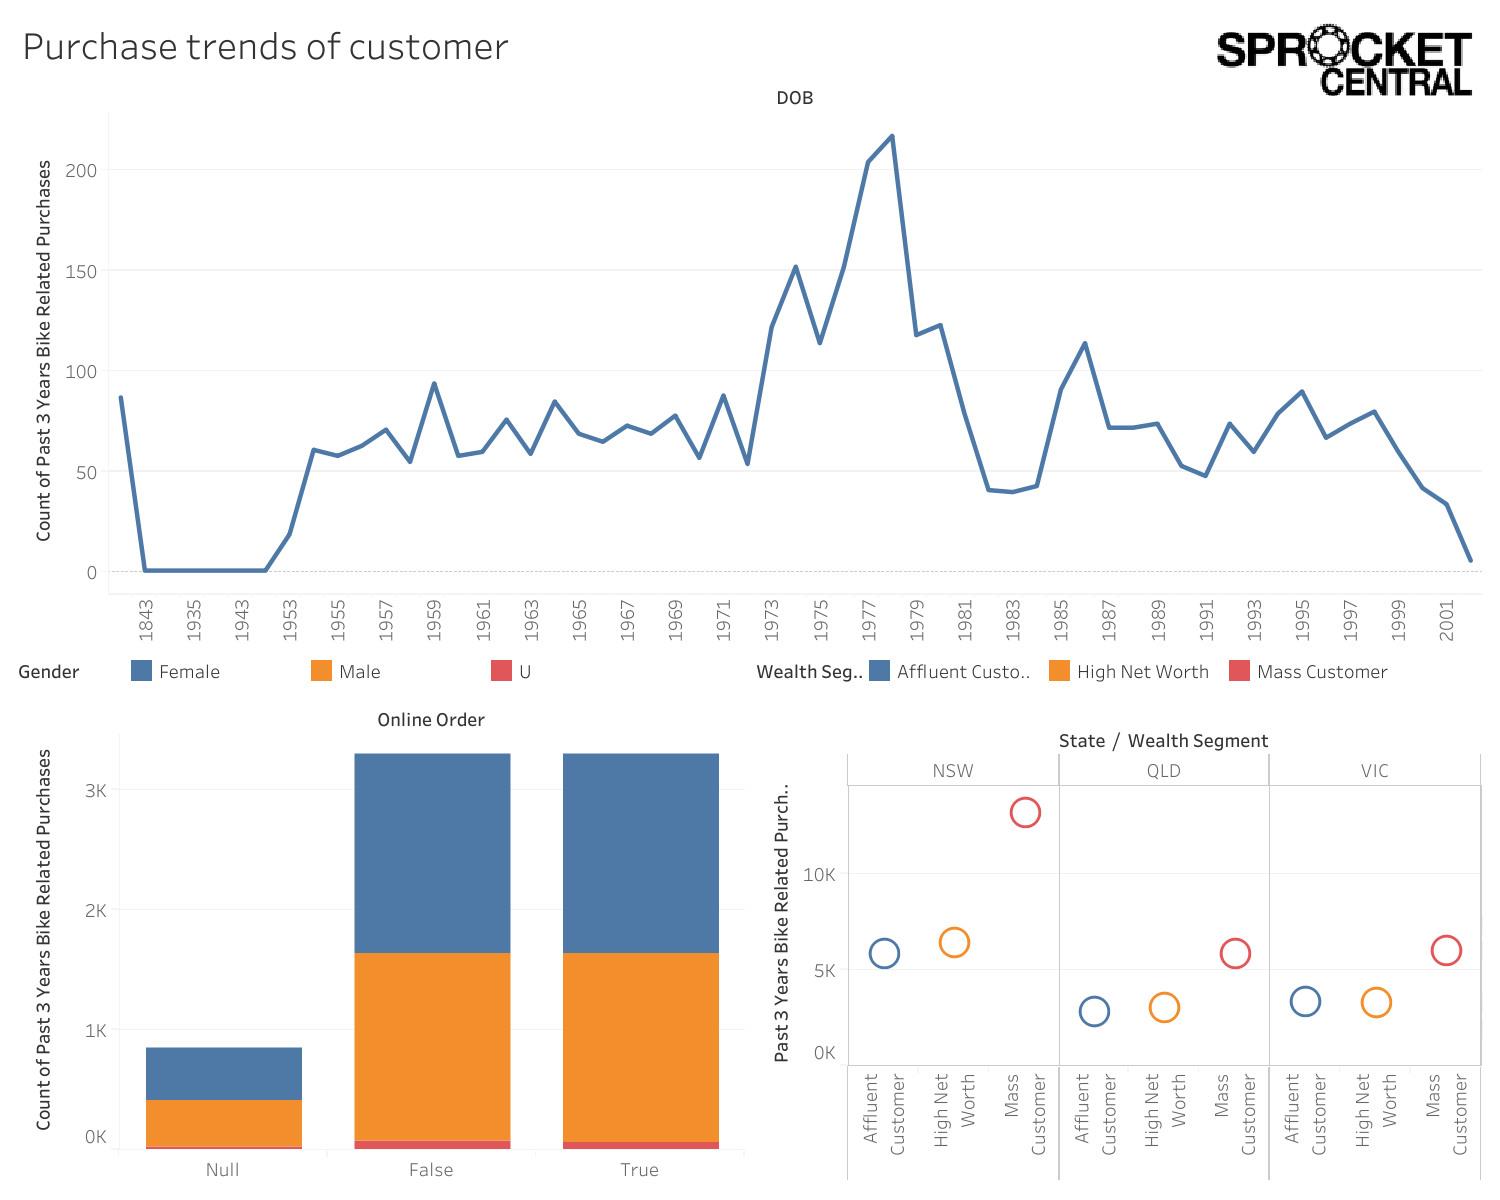 Purchase trends of customer
SPROCKET
CENTRAL
DOB
Count of Past 3 Years Bike Related Purchases
200
150
100
50
0
1843 1935 1943 1953 1955 1957 1959 1961 1963 1965 1967 1969 1971 1973 1975 1977 1979 1981 1983 1985 1987 1989 1991 1993 1995 1997 1999 2001
Gender Female Male U
Wealth Seg.. Affluent Custo.. High Net Worth Mass Customer
Online Order
Count of Past 3 Years Bike Related Purchases
3K
2K
1K
0K
Null False True
State / Wealth Segment
NSW QLD VIC
Past 3 Years Bike Related Purch..
10K
5K
0K
Affluent
Customer
High Net
Worth
Mass
Customer
Affluent
Customer
High Net
Worth
Mass
Customer
Affluent
Customer
High Net
Worth
Mass
Customer